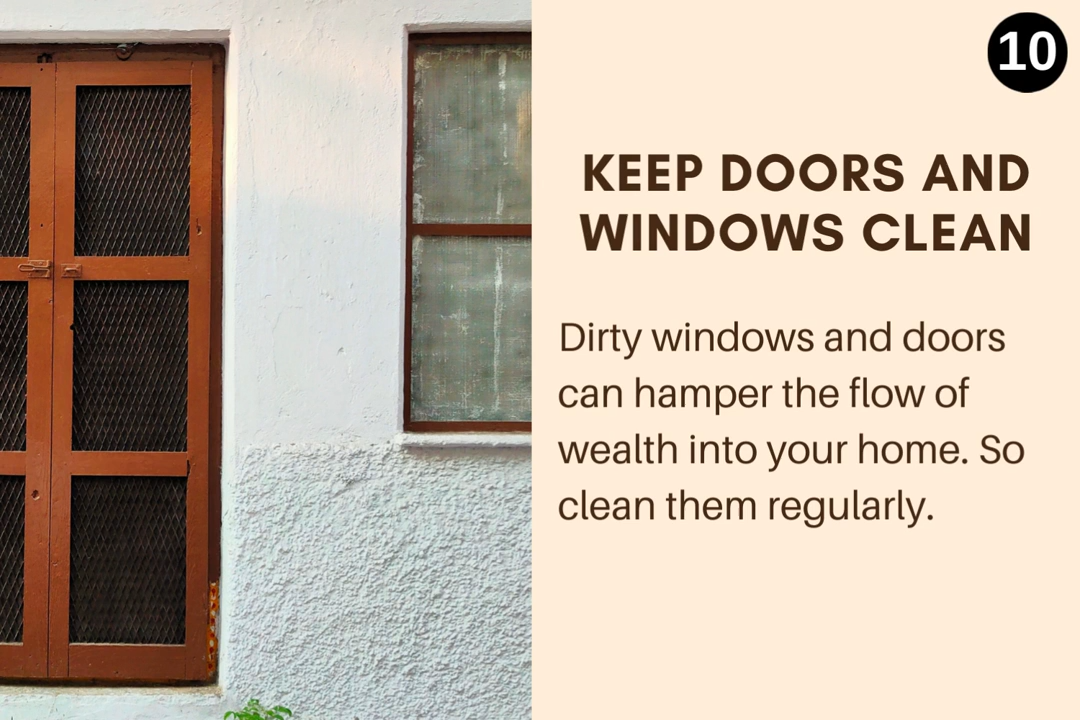 10
KEEP DOORS AND
WINDOWS CLEAN
Dirty windows and doors
can hamper the flow of
wealth into your home. So
clean them regularly.